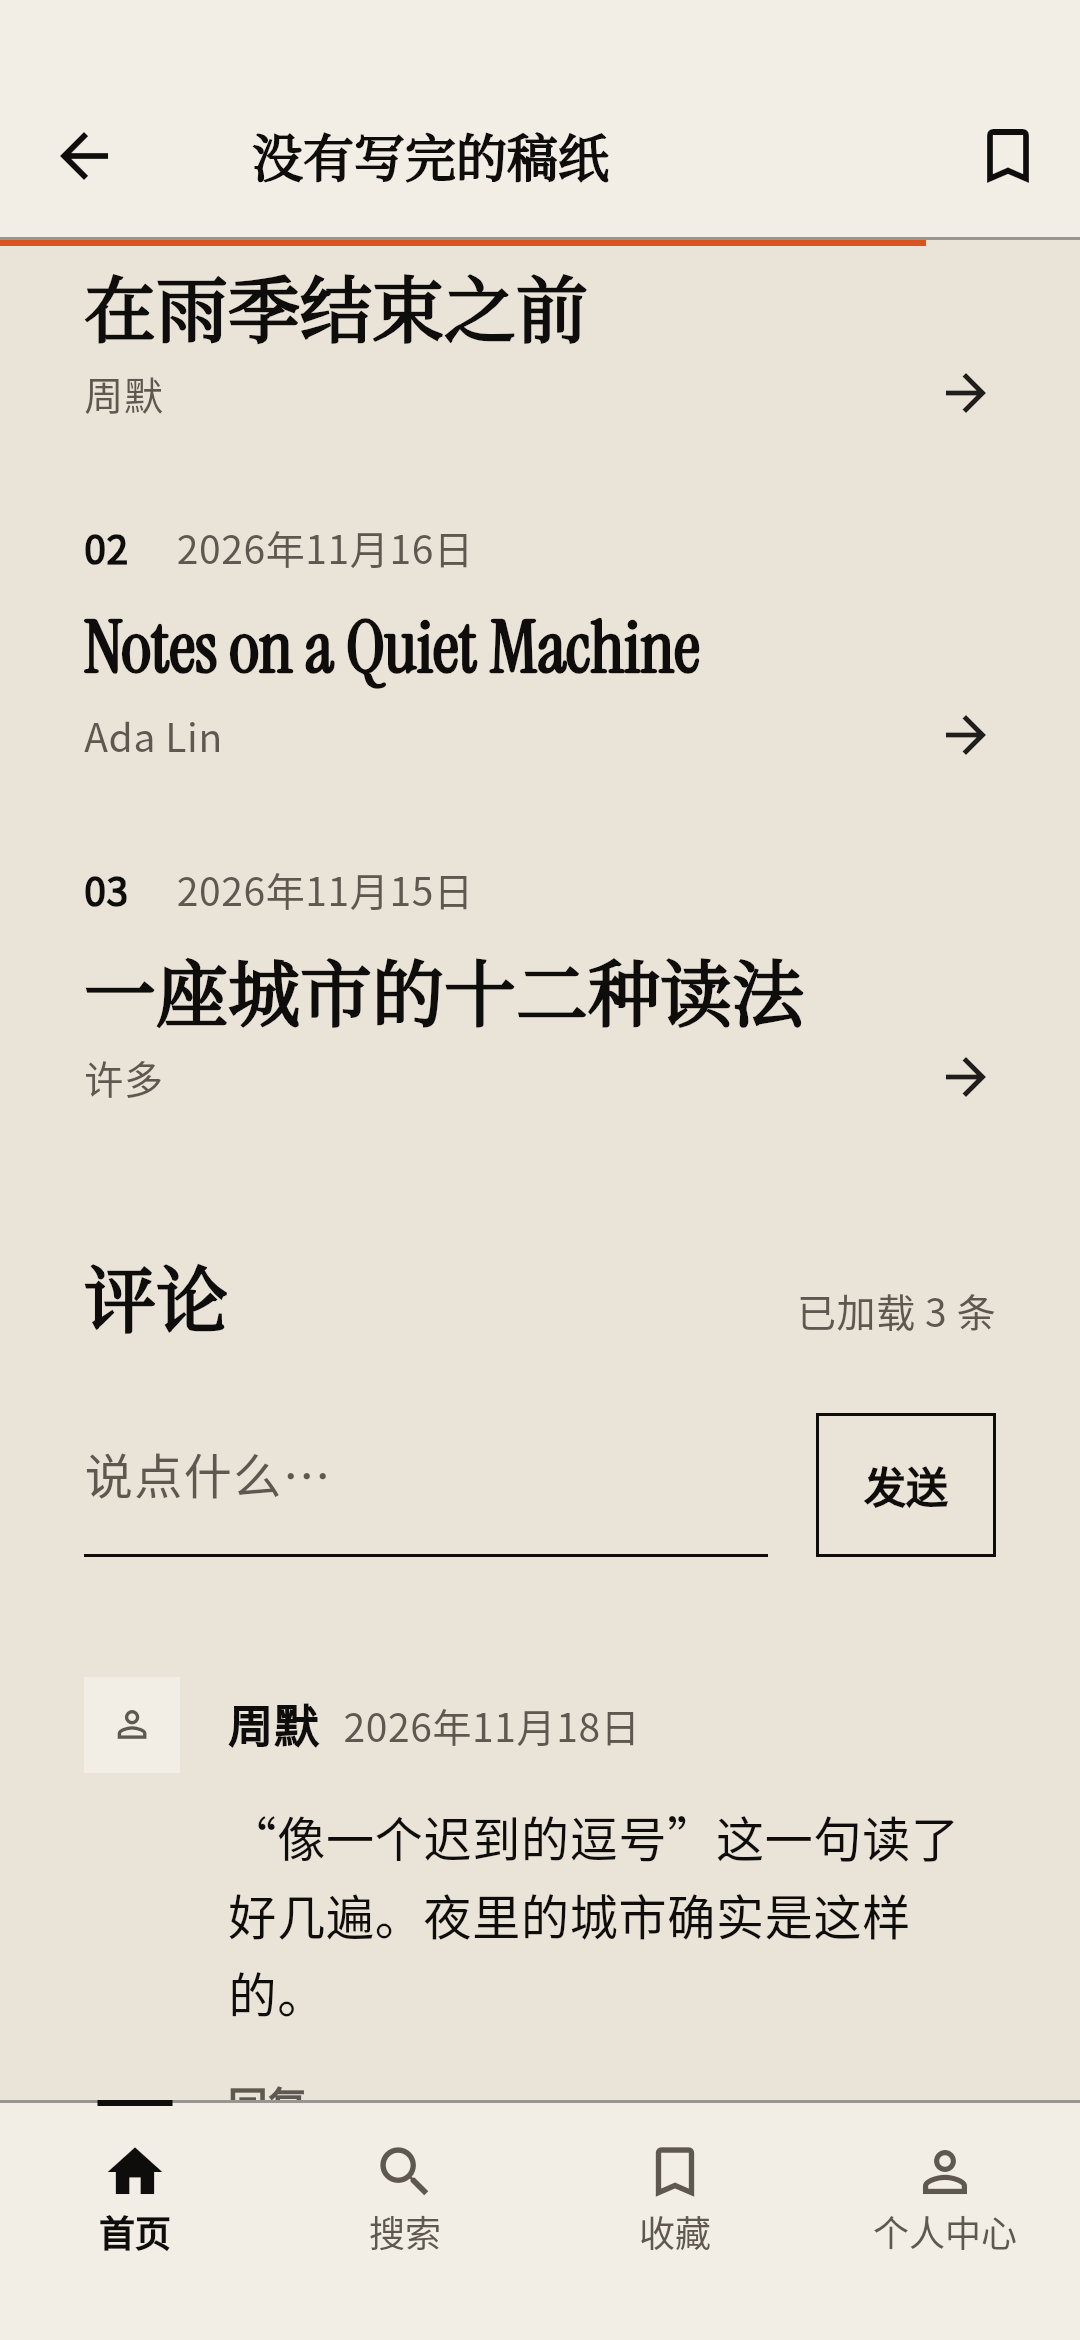 没有写完的稿纸
在雨季结束之前
周默
02 2026年11月16日
Notes on a Quiet Machine
Ada Lin
03 2026年11月15日
一座城市的十二种读法
许多
评论
已加载 3 条
说点什么…
发送
周默 2026年11月18日
“像一个迟到的逗号”这一句读了
好几遍。夜里的城市确实是这样
的。
回复
首页
搜索
收藏
个人中心